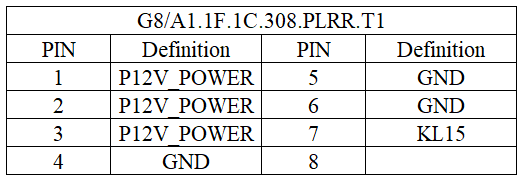 G8/A1.1F.1C.308.PLRR.T1
PIN Definition PIN Definition
1 P12V_POWER 5 GND
2 P12V_POWER 6 GND
3 P12V_POWER 7 KL15
4 GND 8